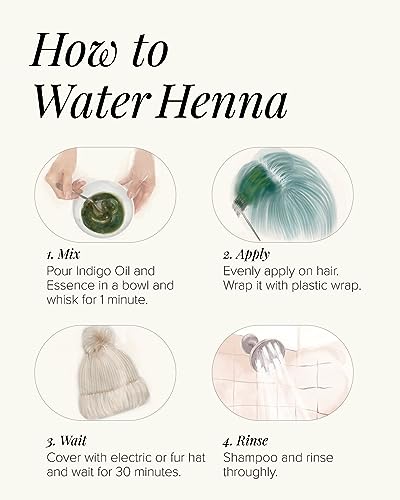 How to
Water Henna
1. Mix
Pour Indigo Oil and
Essence in a bowl and
whisk for 1 minute.
2. Apply
Evenly apply on hair.
Wrap it with plastic wrap.
3. Wait
Cover with electric or fur hat
and wait for 30 minutes.
4. Rinse
Shampoo and rinse
throughly.